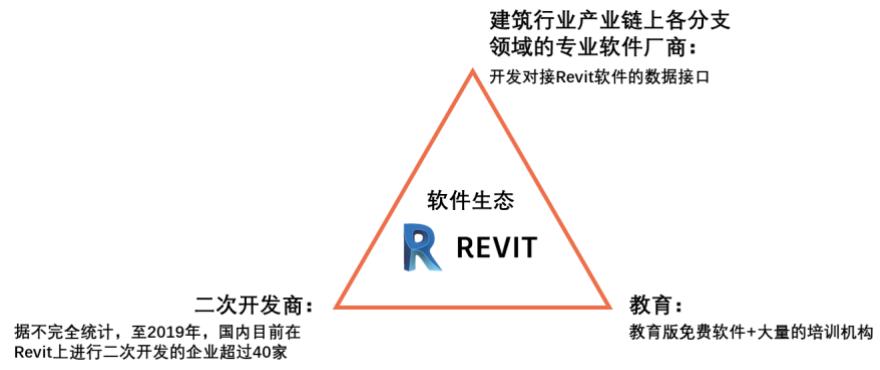 建筑行业产业链上各分支
领域的专业软件厂商：
开发对接Revit软件的数据接口
软件生态
REVIT
二次开发商：
据不完全统计，至2019年，国内目前在
Revit上进行二次开发的企业超过40家
教育：
教育版免费软件+大量的培训机构